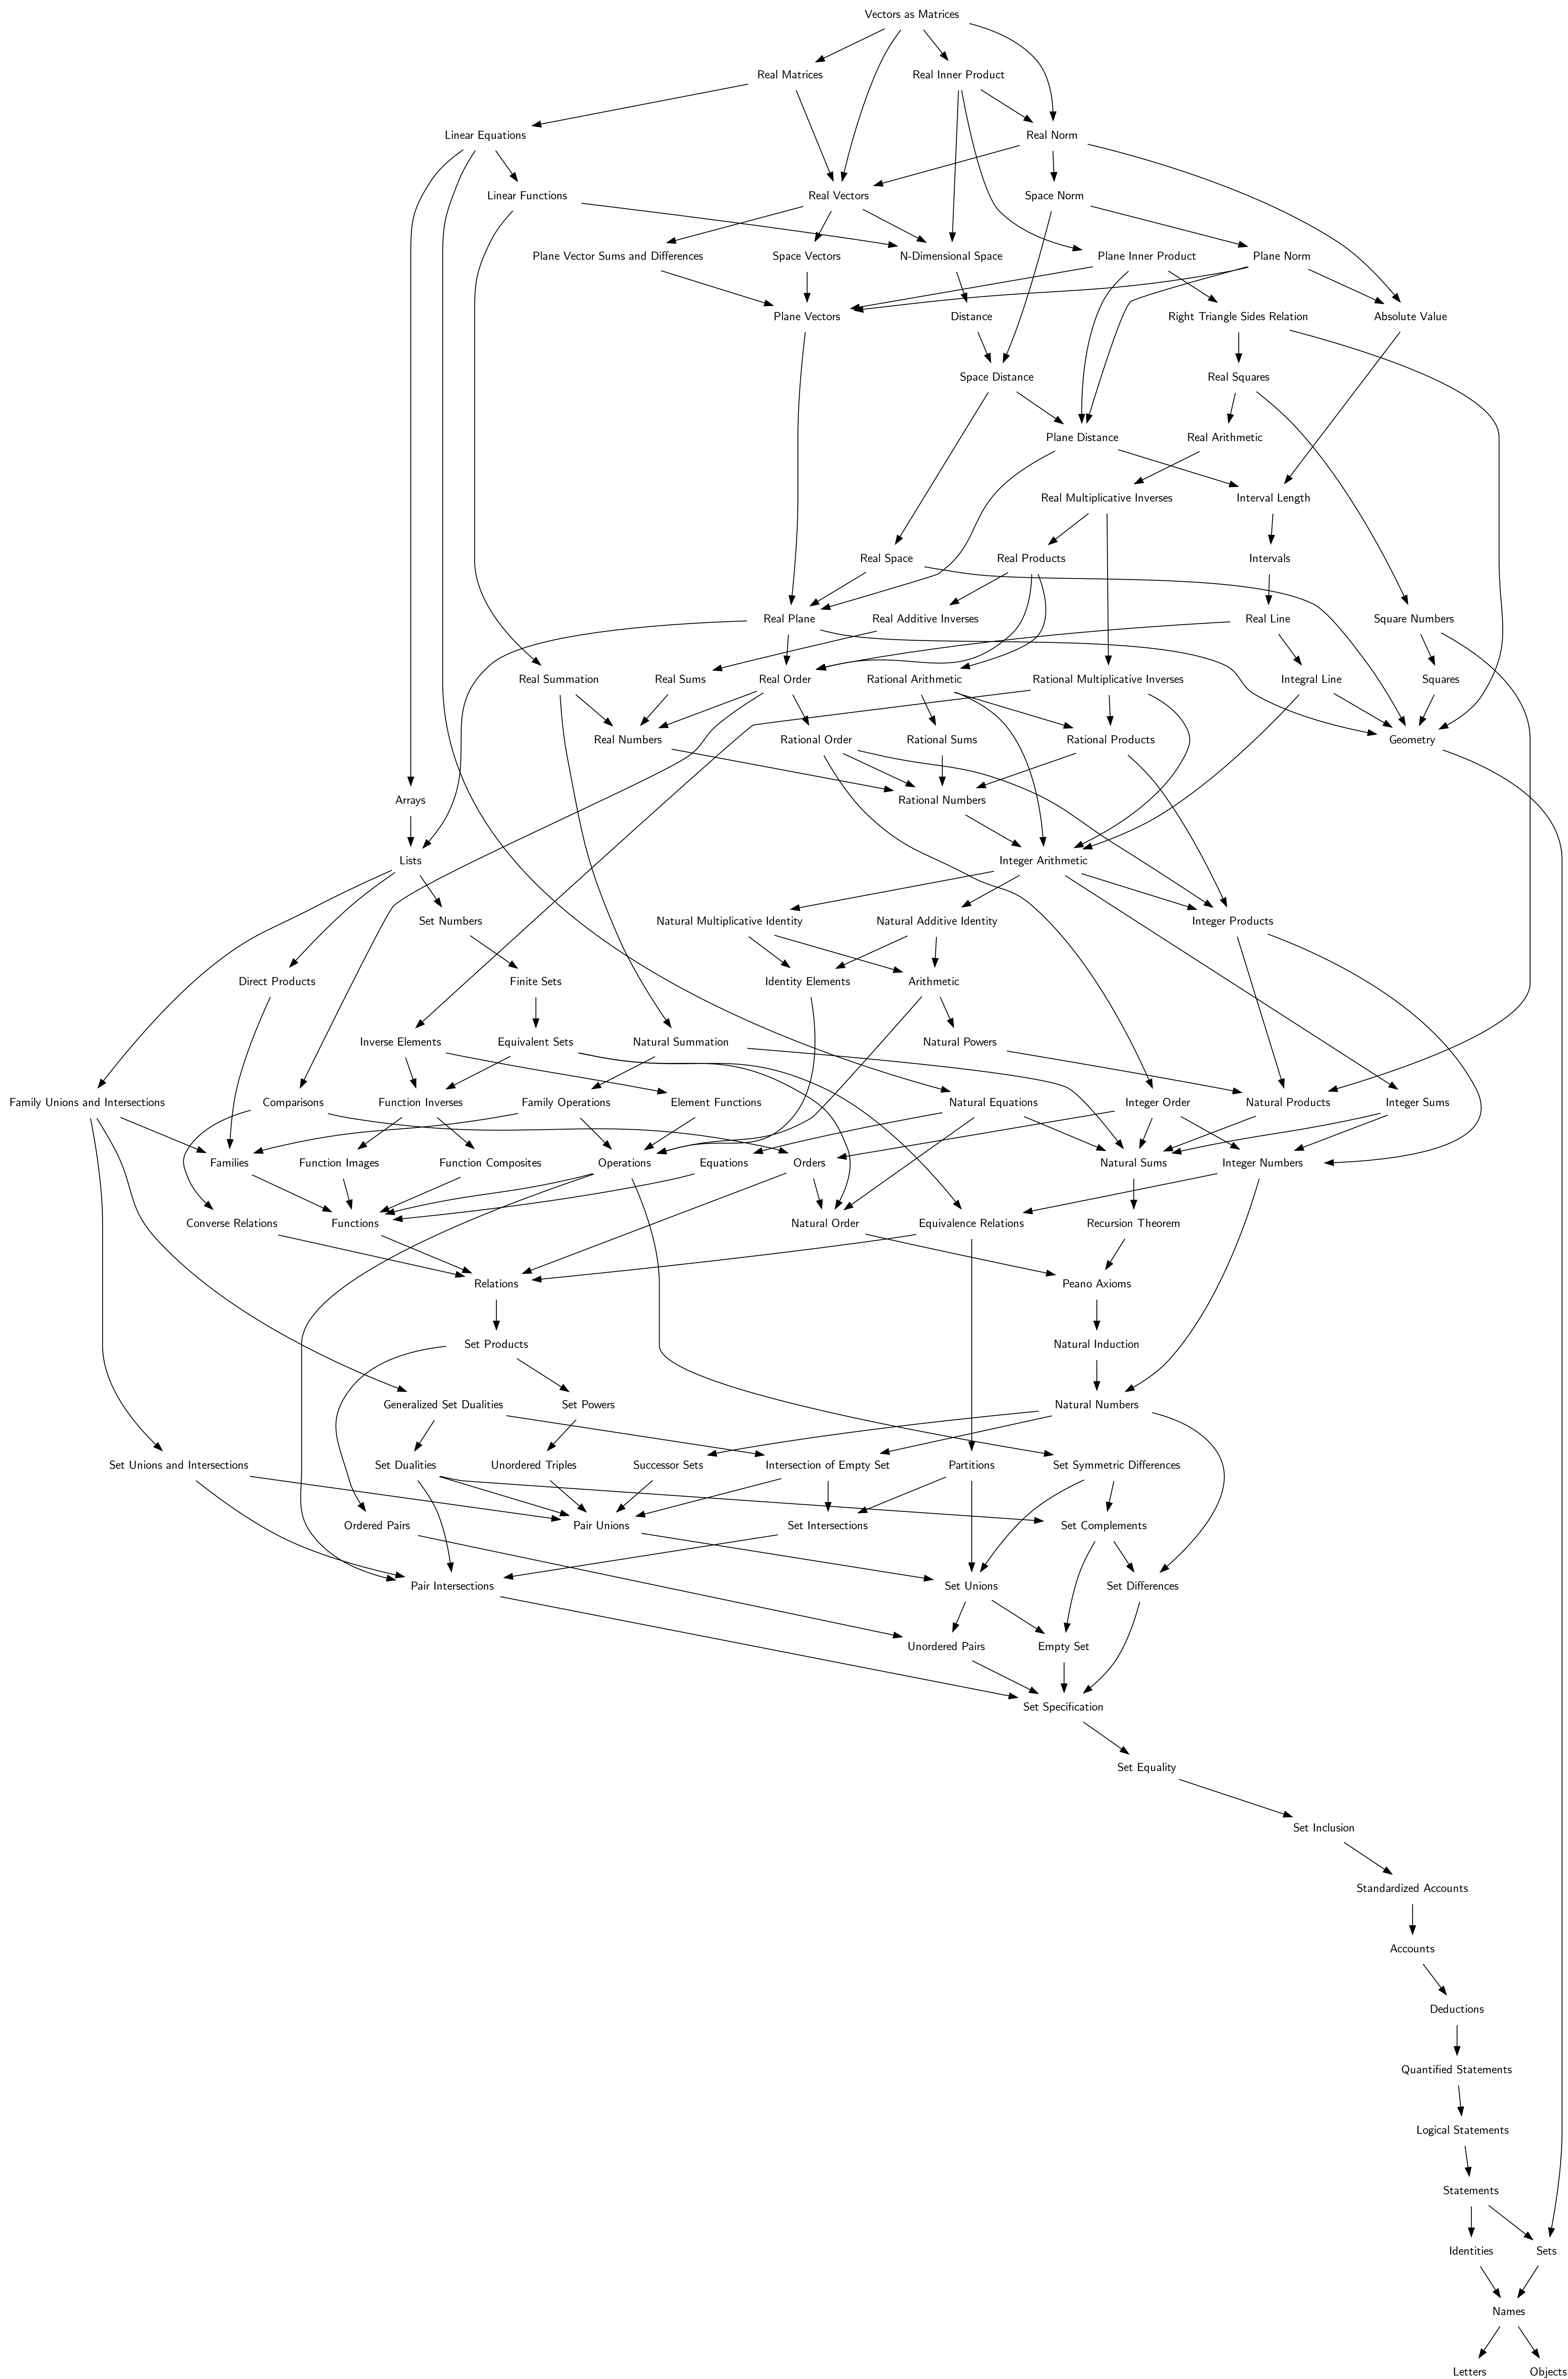 Vectors as Matrices
Real Matrices
Real Inner Product
Linear Equations
Real Norm
Linear Functions
Real Vectors
Space Norm
Plane Vector Sums and Differences
Space Vectors
N-Dimensional Space
Plane Inner Product
Plane Norm
Plane Vectors
Distance
Right Triangle Sides Relation
Absolute Value
Space Distance
Real Squares
Plane Distance
Real Arithmetic
Real Multiplicative Inverses
Interval Length
Real Space
Real Products
Intervals
Real Plane
Real Additive Inverses
Real Line
Square Numbers
Real Summation
Real Sums
Real Order
Rational Arithmetic
Rational Multiplicative Inverses
Integral Line
Squares
Real Numbers
Rational Order
Rational Sums
Rational Products
Geometry
Arrays
Rational Numbers
Lists
Integer Arithmetic
Set Numbers
Natural Multiplicative Identity
Natural Additive Identity
Integer Products
Direct Products
Finite Sets
Identity Elements
Arithmetic
Inverse Elements
Equivalent Sets
Natural Summation
Natural Powers
Family Unions and Intersections
Comparisons
Function Inverses
Family Operations
Element Functions
Natural Equations
Integer Order
Natural Products
Integer Sums
Families
Function Images
Function Composites
Operations
Equations
Orders
Natural Sums
Integer Numbers
Converse Relations
Functions
Natural Order
Equivalence Relations
Recursion Theorem
Relations
Peano Axioms
Set Products
Natural Induction
Generalized Set Dualities
Set Powers
Natural Numbers
Set Unions and Intersections
Set Dualities
Unordered Triples
Successor Sets
Intersection of Empty Set
Partitions
Set Symmetric Differences
Ordered Pairs
Pair Unions
Set Intersections
Set Complements
Pair Intersections
Set Unions
Set Differences
Unordered Pairs
Empty Set
Set Specification
Set Equality
Set Inclusion
Standardized Accounts
Accounts
Deductions
Quantified Statements
Logical Statements
Statements
Identities
Sets
Names
Letters
Objects